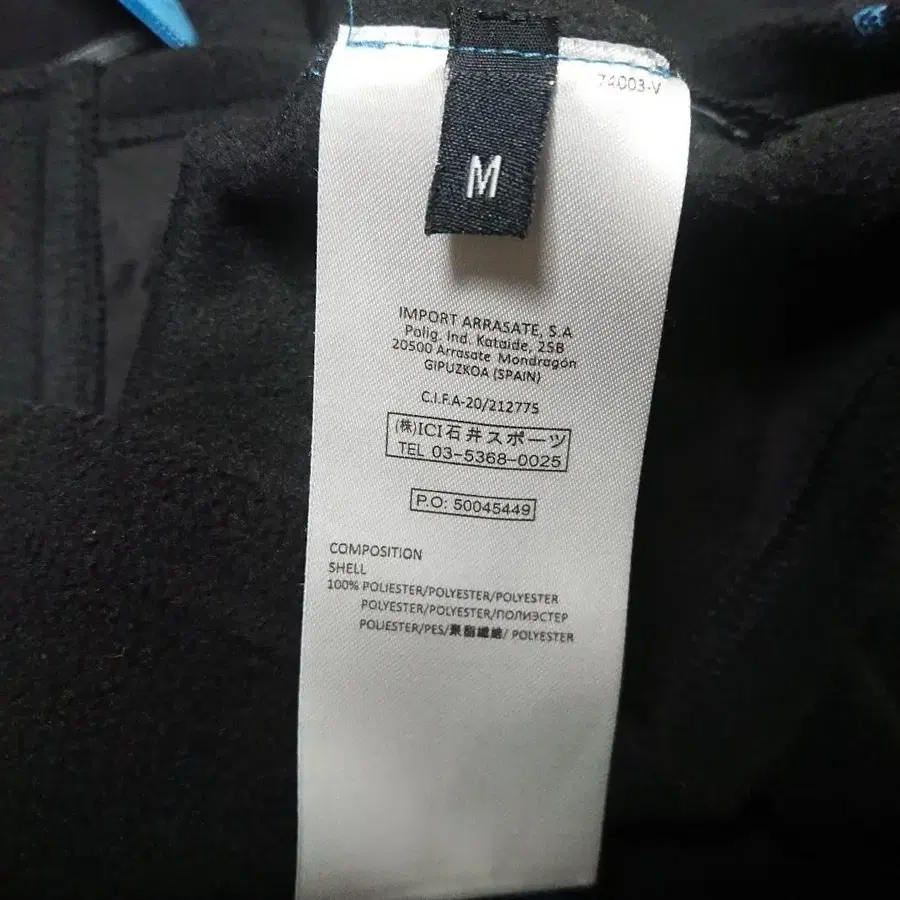 74003-V
M
IMPORT ARRASATE, S.A
Polig. Ind. Kataide, 25B
20500 Arrasate Mondragón
GIPUZKOA (SPAIN)
C.I.F.A-20/212775
(株)ICI石井スポーツ
TEL 03-5368-0025
P.O: 50045449
COMPOSITION
SHELL
100% POLIESTER/POLYESTER/POLYESTER
POLYESTER/POLYESTER/ПОЛИЭСТЕР
POLIESTER/PES/聚酯纖維/ POLYESTER